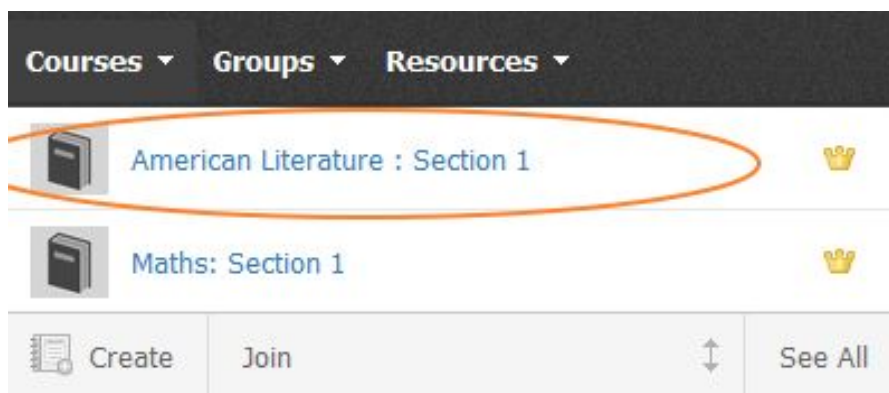 Courses Groups Resources
American Literature : Section 1
Maths: Section 1
Create Join See All